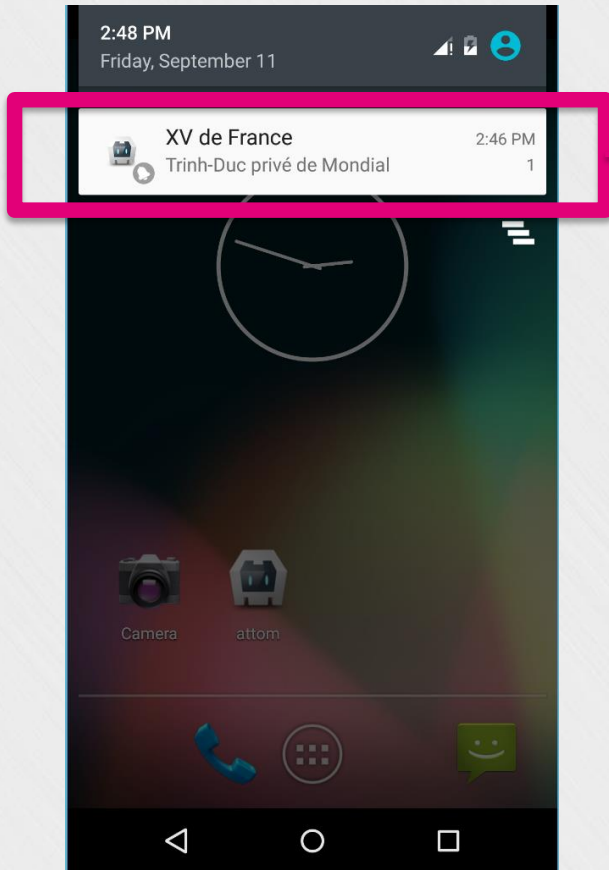 2:48 PM
Friday, September 11
XV de France
2:46 PM
Trinh-Duc privé de Mondial
1
Camera
attom